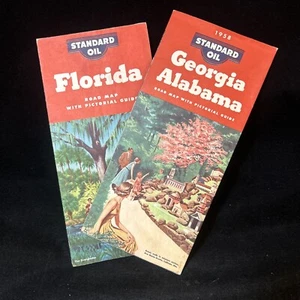 STANDARD
OIL
Florida
ROAD MAP
WITH PICTORIAL GUIDE
1958
STANDARD
OIL
Georgia
Alabama
ROAD MAP WITH PICTORIAL GUIDE